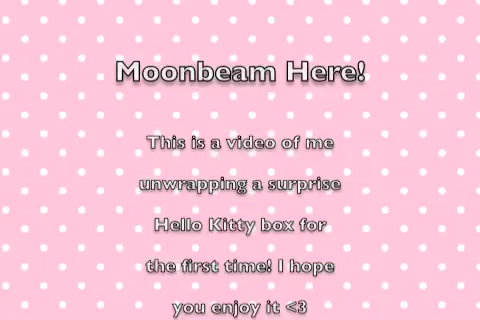 Moonbeam Here!
This is a video of me
unwrapping a surprise
Hello Kitty box for
the first time! I hope
you enjoy it <3